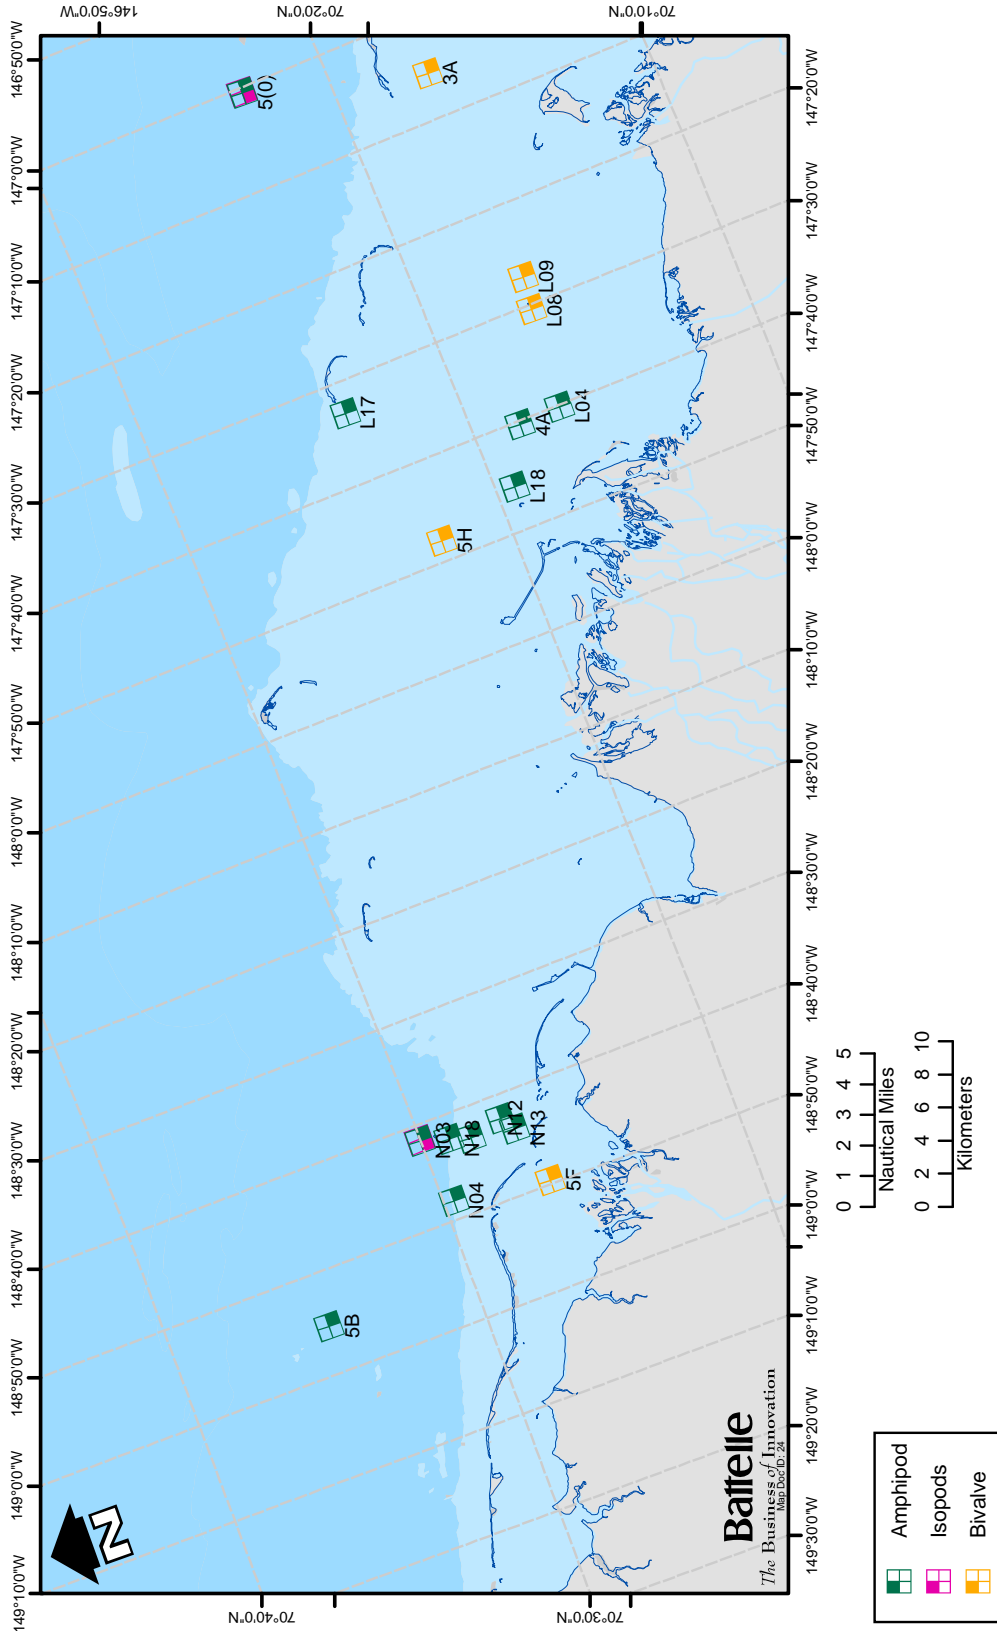 146°50'0"W
70°20'0"N
70°10'0"N
146°50'0"W
147°0'0"W
147°10'0"W
147°20'0"W
147°30'0"W
147°40'0"W
147°50'0"W
148°0'0"W
148°10'0"W
148°20'0"W
148°30'0"W
148°40'0"W
148°50'0"W
149°0'0"W
149°10'0"W
147°20'0"W
147°30'0"W
147°40'0"W
147°50'0"W
148°0'0"W
148°10'0"W
148°20'0"W
148°30'0"W
148°40'0"W
148°50'0"W
149°0'0"W
149°10'0"W
149°20'0"W
149°30'0"W
70°40'0"N
70°30'0"N
5(0)
3A
L09
L08
L17
4A
L04
L18
5H
N03
N18
N12
N13
N04
5F
5B
N
Battelle
The Business of Innovation
Map Doc ID: 24
0 1 2 3 4 5
Nautical Miles
0 2 4 6 8 10
Kilometers
Amphipod
Isopods
Bivalve